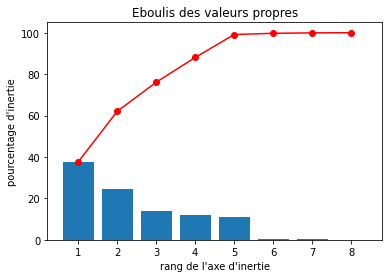 Eboulis des valeurs propres
100
80
60
40
20
0
pourcentage d'inertie
1 2 3 4 5 6 7 8
rang de l'axe d'inertie